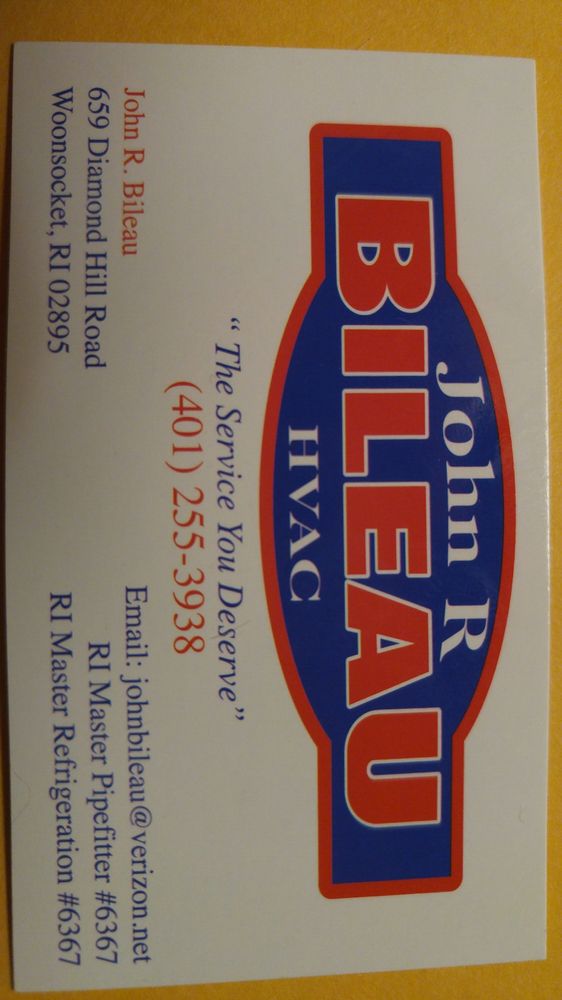 John R
BILEAU
HVAC
“ The Service You Deserve”
(401) 255-3938
John R. Bileau
659 Diamond Hill Road
Woonsocket, RI 02895
Email: johnbileau@verizon.net
RI Master Pipefitter #6367
RI Master Refrigeration #6367